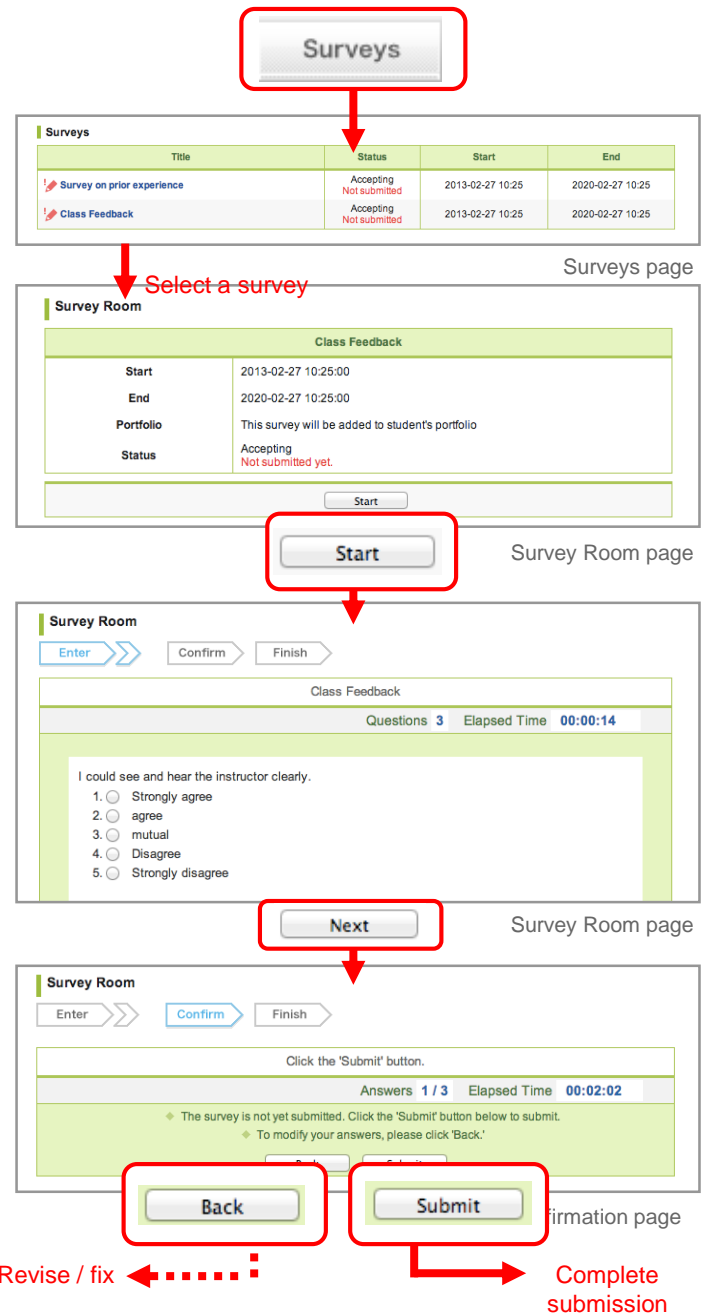 Surveys
Surveys
Title Status Start End
Survey on prior experience Accepting Not submitted 2013-02-27 10:25 2020-02-27 10:25
Class Feedback Accepting Not submitted 2013-02-27 10:25 2020-02-27 10:25
Surveys page
Select a survey
Survey Room
Class Feedback
Start 2013-02-27 10:25:00
End 2020-02-27 10:25:00
Portfolio This survey will be added to student's portfolio
Status Accepting
Not submitted yet.
Start
Start
Survey Room page
Survey Room
Enter Confirm Finish
Class Feedback
Questions 3 Elapsed Time 00:00:14
I could see and hear the instructor clearly.
1. Strongly agree
2. agree
3. mutual
4. Disagree
5. Strongly disagree
Next
Survey Room page
Survey Room
Enter Confirm Finish
Click the 'Submit' button.
Answers 1 / 3 Elapsed Time 00:02:02
The survey is not yet submitted. Click the 'Submit' button below to submit.
To modify your answers, please click 'Back.'
Back Submit
firmation page
Revise / fix
Complete
submission